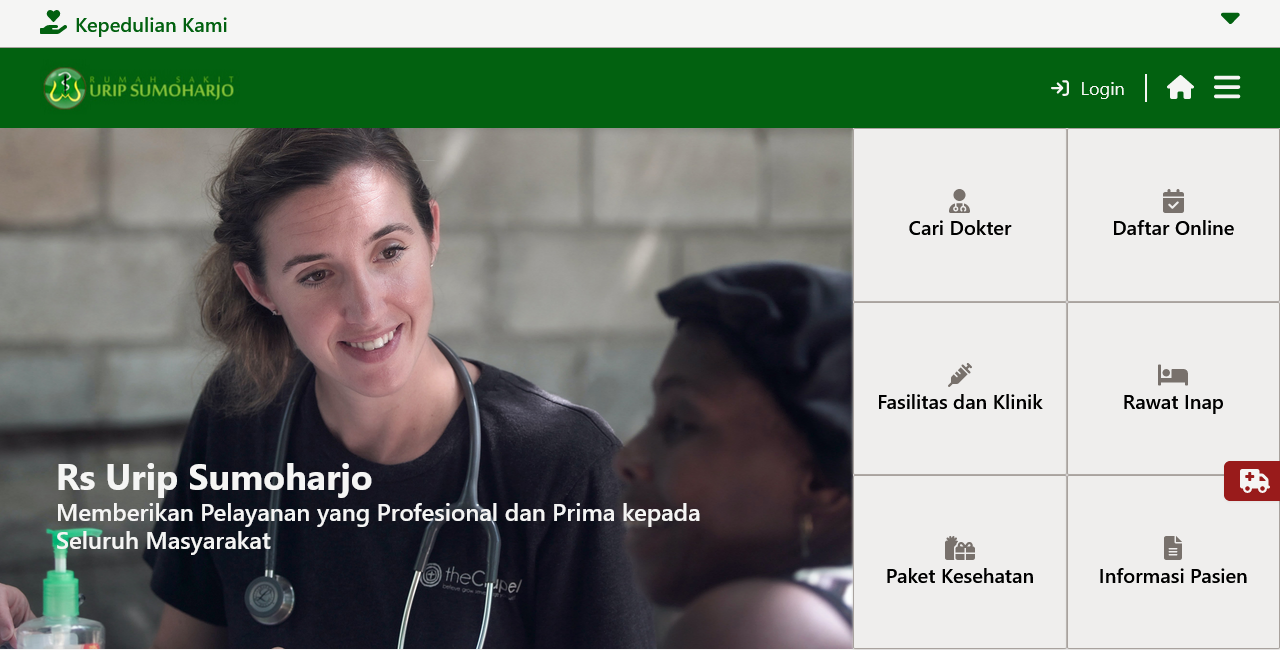 Kepedulian Kami
RUMAH SAKIT
URIP SUMOHARJO
Login
Cari Dokter
Daftar Online
Fasilitas dan Klinik
Rawat Inap
Rs Urip Sumoharjo
Memberikan Pelayanan yang Profesional dan Prima kepada
Seluruh Masyarakat
theChapel
Paket Kesehatan
Informasi Pasien